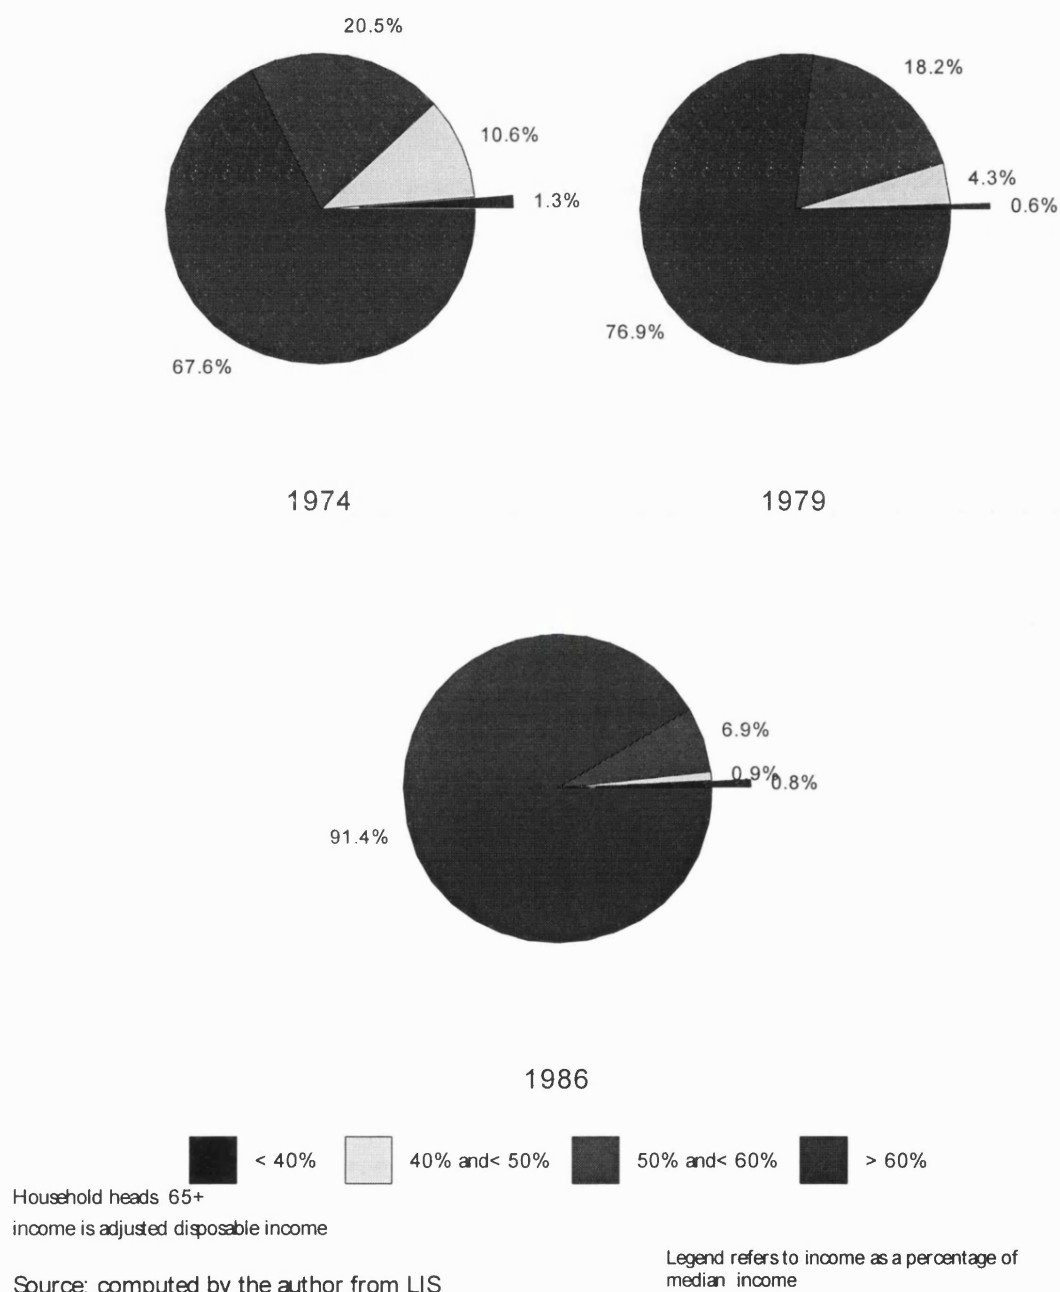 20.5%
18.2%
10.6%
4.3%
1.3%
0.6%
76.9%
67.6%
1974
1979
6.9%
0.9%
0.8%
91.4%
1986
< 40%
40% and< 50%
50% and< 60%
> 60%
Household heads 65+
income is adjusted disposable income
Legend refers to income as a percentage of
median income
Source: computed by the author from LIS